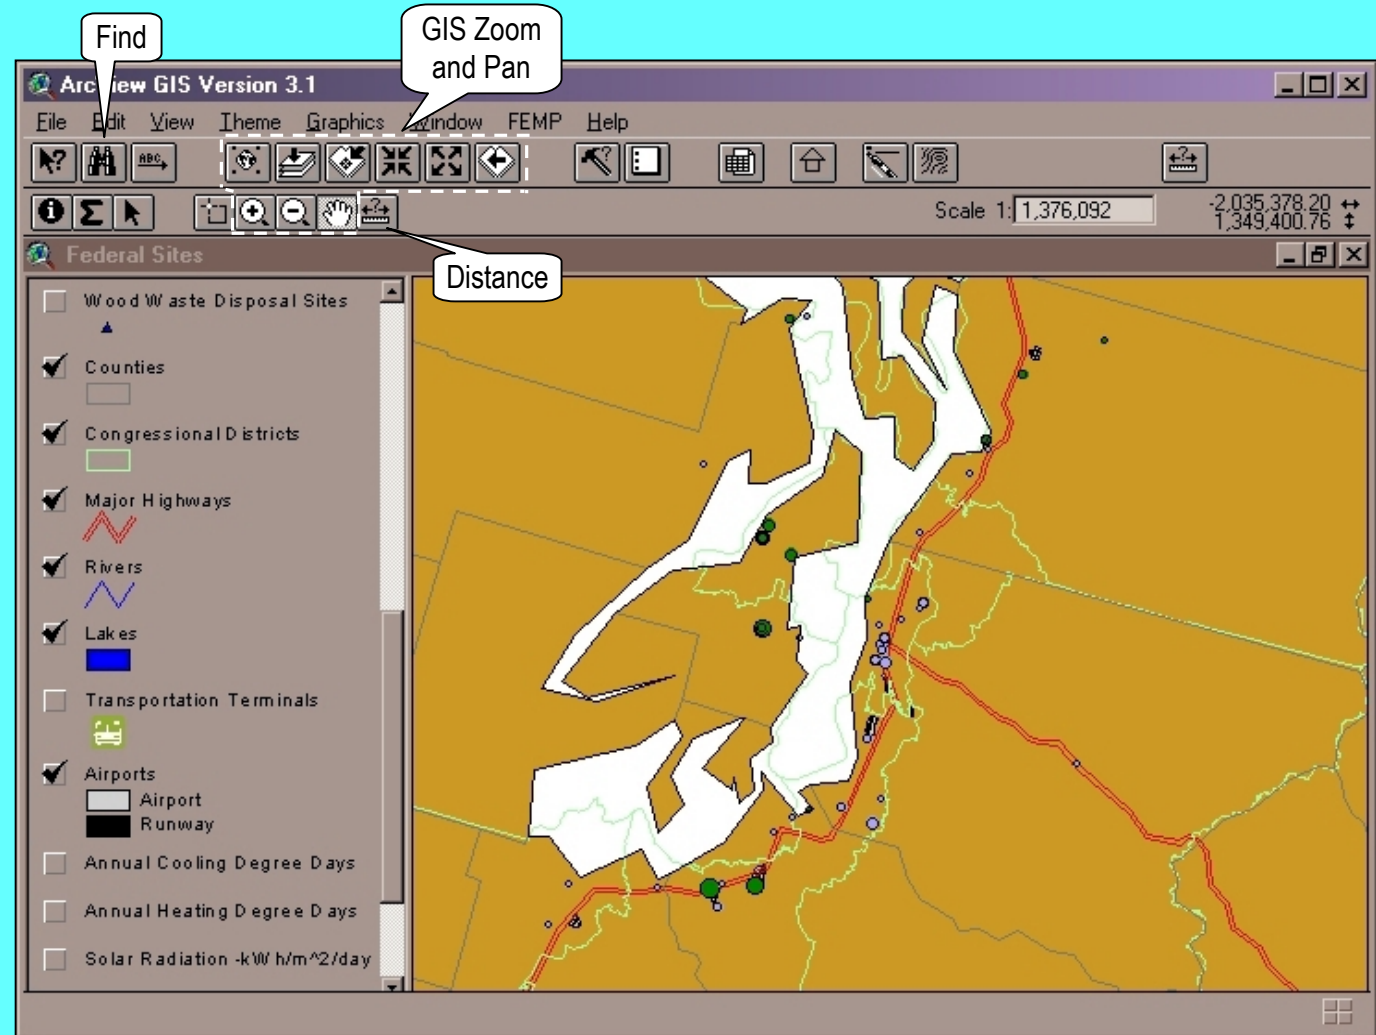 Find
GIS Zoom
and Pan
ArcView GIS Version 3.1
File Edit View Theme Graphics Window FEMP Help
ABC
Scale 1: 1,376,092
-2,035,378.20
1,349,400.76
Federal Sites
Distance
Wood Waste Disposal Sites
Counties
Congressional Districts
Major Highways
Rivers
Lakes
Transportation Terminals
Airports
Airport
Runway
Annual Cooling Degree Days
Annual Heating Degree Days
Solar Radiation -kWh/m^2/day